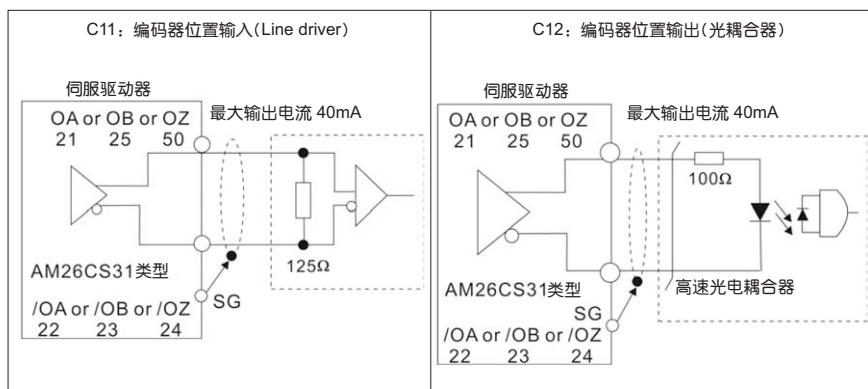 C11：编码器位置输入(Line driver)
伺服驱动器
最大输出电流 40mA
OA or OB or OZ
21 25 50
125Ω
AM26CS31类型
SG
/OA or /OB or /OZ
22 23 24
C12：编码器位置输出(光耦合器)
伺服驱动器
最大输出电流 40mA
OA or OB or OZ
21 25 50
100Ω
AM26CS31类型
高速光电耦合器
SG
/OA or /OB or /OZ
22 23 24